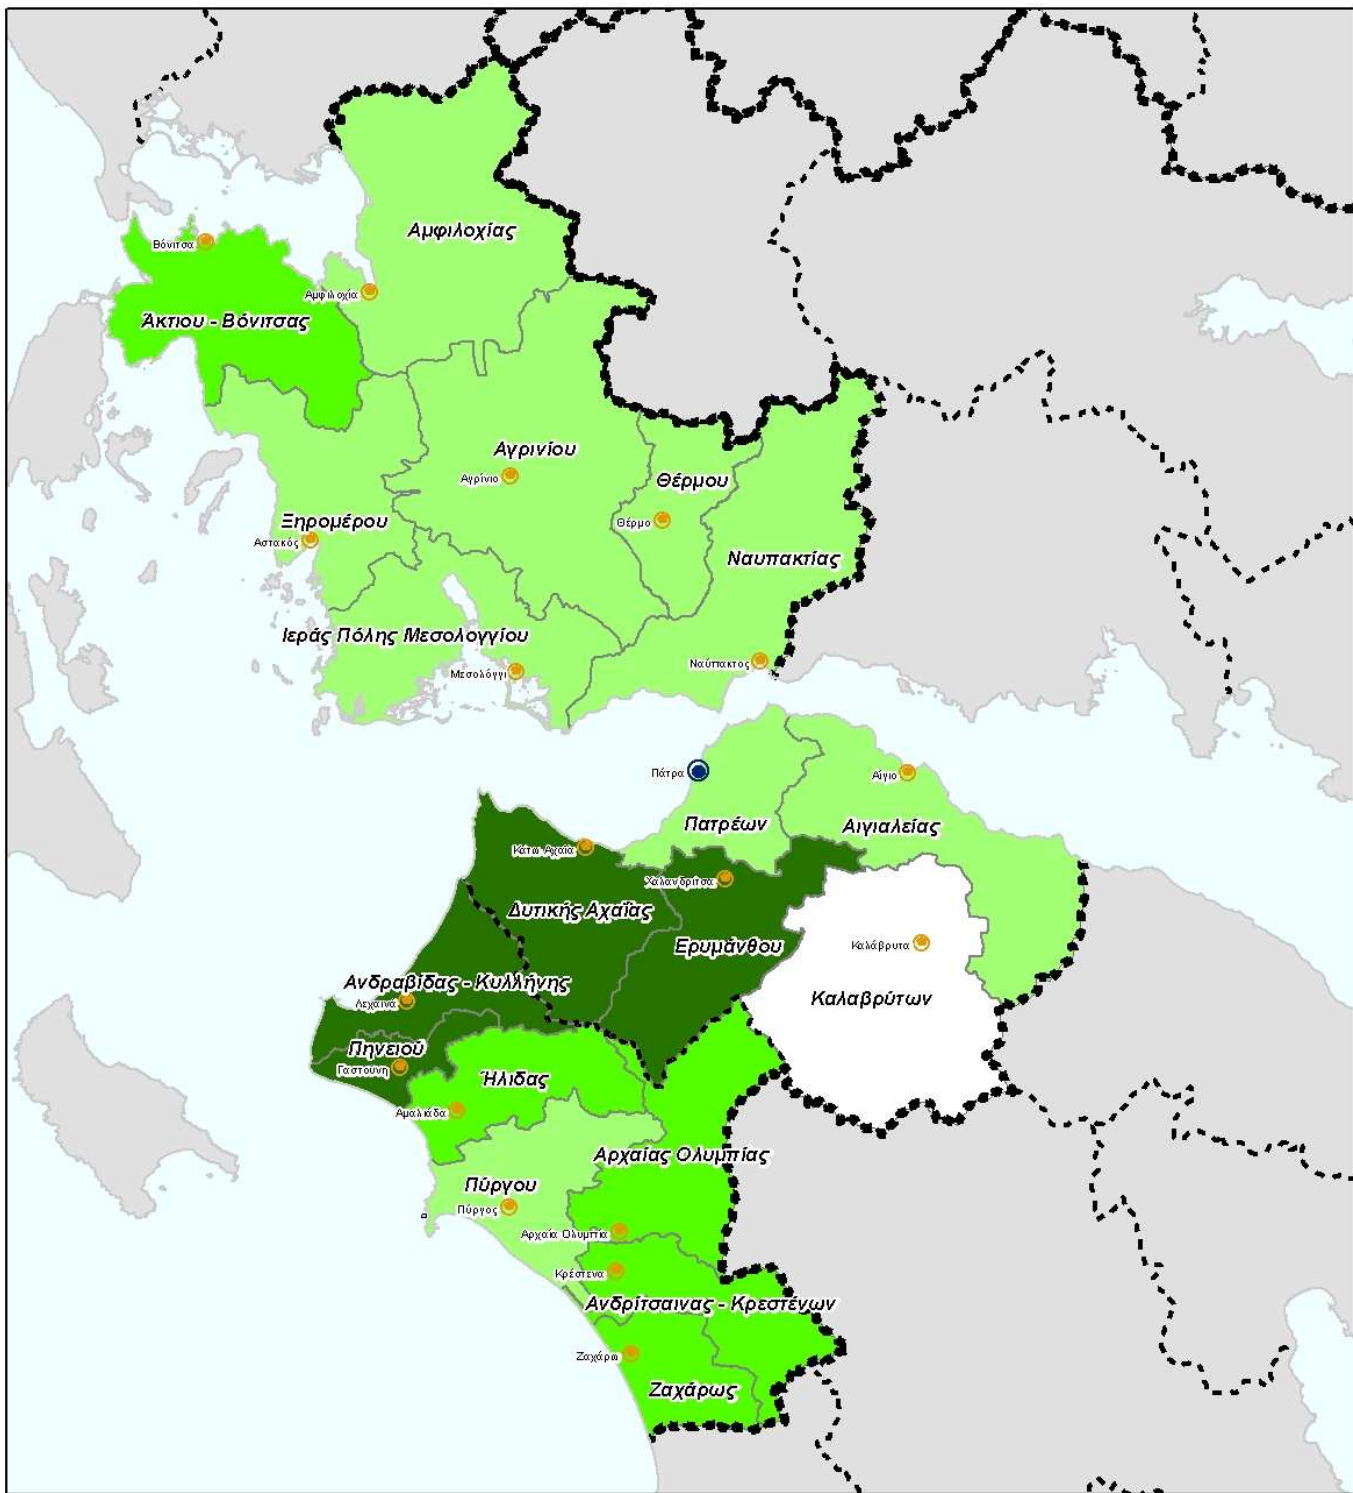 Αμφιλοχίας
Βόνιτσα
Αμφιλοχία
Άκτιου - Βόνιτσας
Αγρινίου
Αγρίνιο
Θέρμου
Θέρμο
Ξηρομέρου
Αστακός
Ναυπακτίας
Ιεράς Πόλης Μεσολογγίου
Μεσολόγγι
Ναύπακτος
Πάτρα
Αίγιο
Πατρέων
Αιγιαλείας
Κάτω Αχαϊα
Χαλανδρίτσα
Δυτικής Αχαΐας
Ερυμάνθου
Καλάβρυτα
Ανδραβίδας - Κυλλήνης
Λεχαινά
Καλαβρύτων
Πηνειού
Γαστούνη
Ήλιδας
Αμαλιάδα
Αρχαίας Ολυμπίας
Πύργου
Πύργος
Αρχαία Ολυμπία
Κρέστενα
Ανδρίτσαινας - Κρεστένων
Ζαχάρω
Ζαχάρως